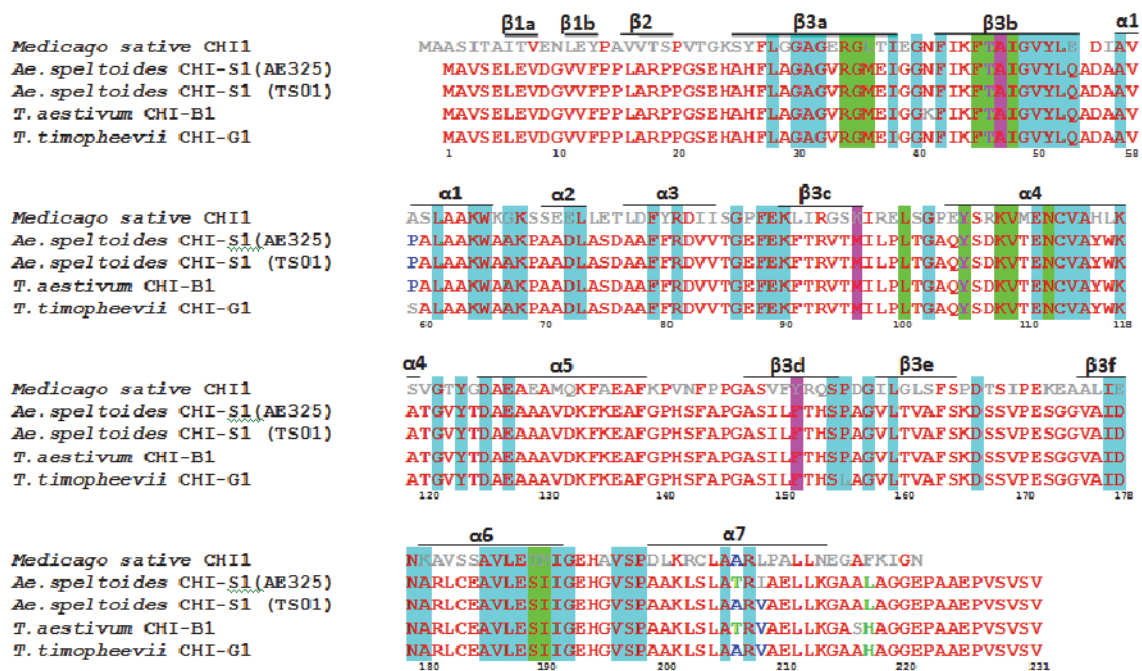 β1a β1b β2 β3a β3b α1
Medicago sative CHI1 MAASITAITVENLEYPAVVTSPVTGKSYFLGGAGERGLTIEGNFIKFTAIGVYLE DIAV
Ae.speltoides CHI-S1(AE325) MAVSELEVDGVVFPPLARPPGSEHAHFLAGAGVRGMEIGGNFIKFTAIGVYLQADAAV
Ae.speltoides CHI-S1 (TS01) MAVSELEVDGVVFPPLARPPGSEHAHFLAGAGVRGMEIGGNFIKFTAIGVYLQADAAV
T.aestivum CHI-B1 MAVSELEVDGVVFPPLARPPGSEHAHFLAGAGVRGMEIGGKFIKFTAIGVYLQADAAV
T.timopheevii CHI-G1 MAVSELEVDGVVFPPLARPPGSEHAHFLAGAGVRGMEIGGNFIKFTAIGVYLQADAAV
1 10 20 30 40 50 58
α1 α2 α3 β3c α4
Medicago sative CHI1 ASLAAKWKGKSSEELLETLDFYRDIISGPFEKLIRGSKIRELSGPEYSRKVMENCVAHLK
Ae.speltoides CHI-S1(AE325) PALAAKWAAKPAADLASDAAFFRDVVTGEFEKFTRVTMILPLTGAQYSDKVTENCVAYWK
Ae.speltoides CHI-S1 (TS01) PALAAKWAAKPAADLASDAAFFRDVVTGEFEKFTRVTMILPLTGAQYSDKVTENCVAYWK
T.aestivum CHI-B1 PALAAKWAAKPAADLASDAAFFRDVVTGEFEKFTRVTMILPLTGAQYSDKVTENCVAYWK
T.timopheevii CHI-G1 SALAAKWAAKPAADLASDAAFFRDVVTGEFEKFTRVTMILPLTGAQYSDKVTENCVAYWK
60 70 80 90 100 110 118
α4 α5 β3d β3e β3f
Medicago sative CHI1 SVGTYGDAEAEAMQKFAEAFKPVNFPPGASVFYRQSPDGILGLSFSPDTSIPEKEAALIE
Ae.speltoides CHI-S1(AE325) ATGVYTDAEAAAVDKFKEAFGPHSFAPGASILFTHSPAGVLTVAFSKDSSVPESGGVAID
Ae.speltoides CHI-S1 (TS01) ATGVYTDAEAAAVDKFKEAFGPHSFAPGASILFTHSPAGVLTVAFSKDSSVPESGGVAID
T.aestivum CHI-B1 ATGVYTDAEAAAVDKFKEAFGPHSFAPGASILFTHSPAGVLTVAFSKDSSVPESGGVAID
T.timopheevii CHI-G1 ATGVYTDAEAAAVDKFKEAFGPHSFAPGASILFTHSLAGVLTVAFSKDSSVPESGGVAID
120 130 140 150 160 170 178
α6 α7
Medicago sative CHI1 NKAVSSAVLETMIGEHAVSPDLKRCLAARLPALLNEGAFKIGN
Ae.speltoides CHI-S1(AE325) NARLCEAVLESIIGEHGVSPAAKLSLATRIAELLKGAALAGGEPAAEPVSVSV
Ae.speltoides CHI-S1 (TS01) NARLCEAVLESIIGEHGVSPAAKLSLAARVAELLKGAALAGGEPAAEPVSVSV
T.aestivum CHI-B1 NARLCEAVLESIIGEHGVSPAAKLSLATRVAELLKGASHAGGEPAAEPVSVSV
T.timopheevii CHI-G1 NARLCEAVLESIIGEHGVSPAAKLSLAARVAELLKGAAHAGGEPAAEPVSVSV
180 190 200 210 220 231